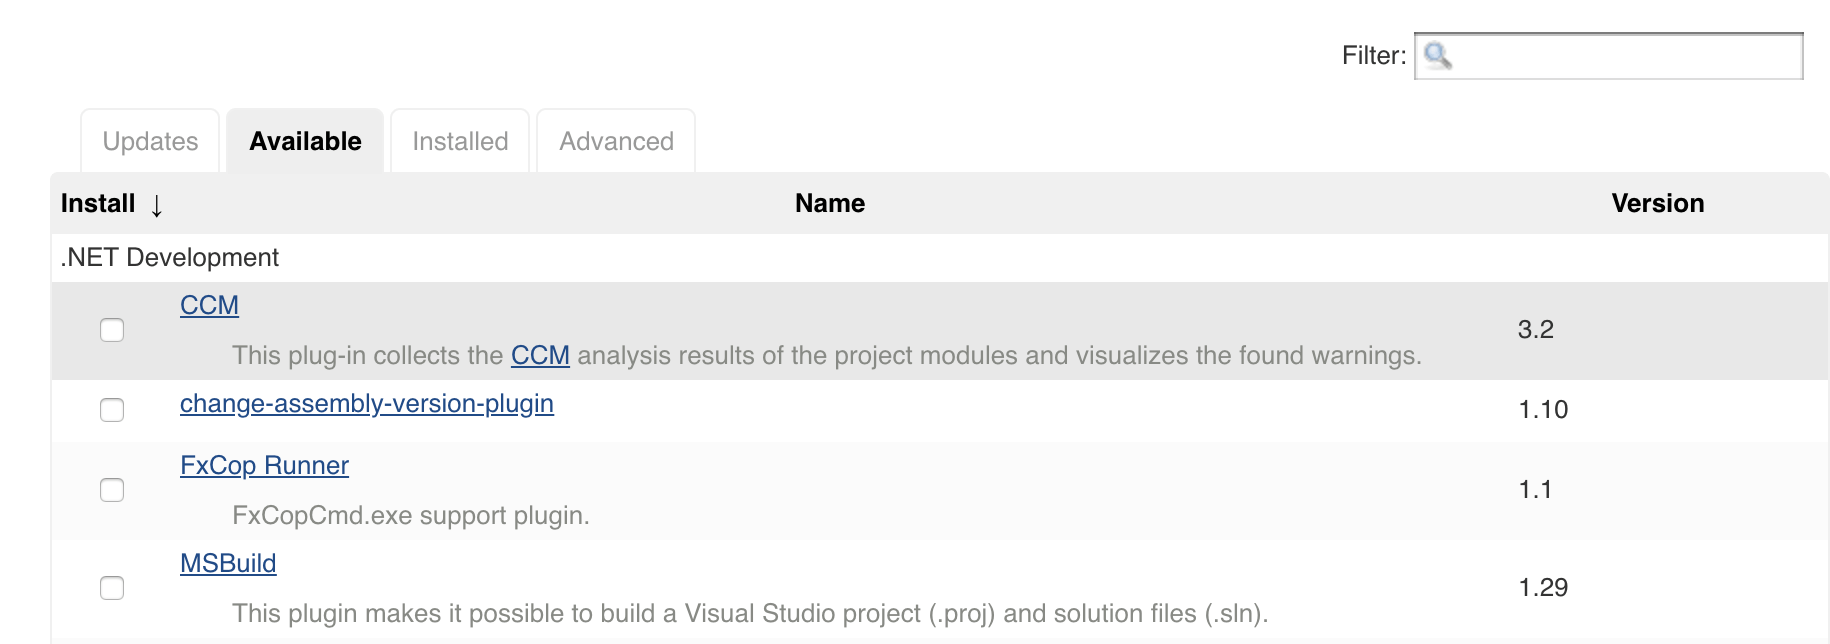 Filter:
Updates Available Installed Advanced
Install ↓ Name Version
.NET Development
CCM
This plug-in collects the CCM analysis results of the project modules and visualizes the found warnings.
3.2
change-assembly-version-plugin
1.10
FxCop Runner
FxCopCmd.exe support plugin.
1.1
MSBuild
This plugin makes it possible to build a Visual Studio project (.proj) and solution files (.sln).
1.29